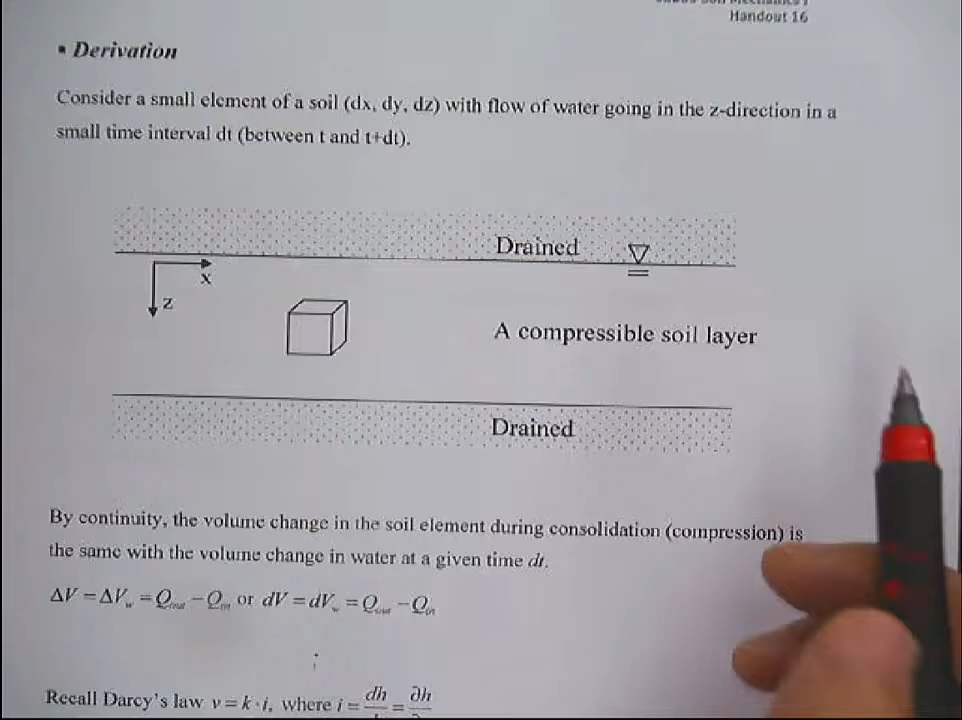 Handout 16
▪ Derivation
Consider a small element of a soil (dx, dy, dz) with flow of water going in the z-direction in a
small time interval dt (between t and t+dt).
Drained
x
z
A compressible soil layer
Drained
By continuity, the volume change in the soil element during consolidation (compression) is
the same with the volume change in water at a given time dt.
ΔV = ΔV_w = Q_out − Q_in or dV = dV_w = Q_out − Q_in
Recall Darcy's law v = k · i, where i = dh = ∂h